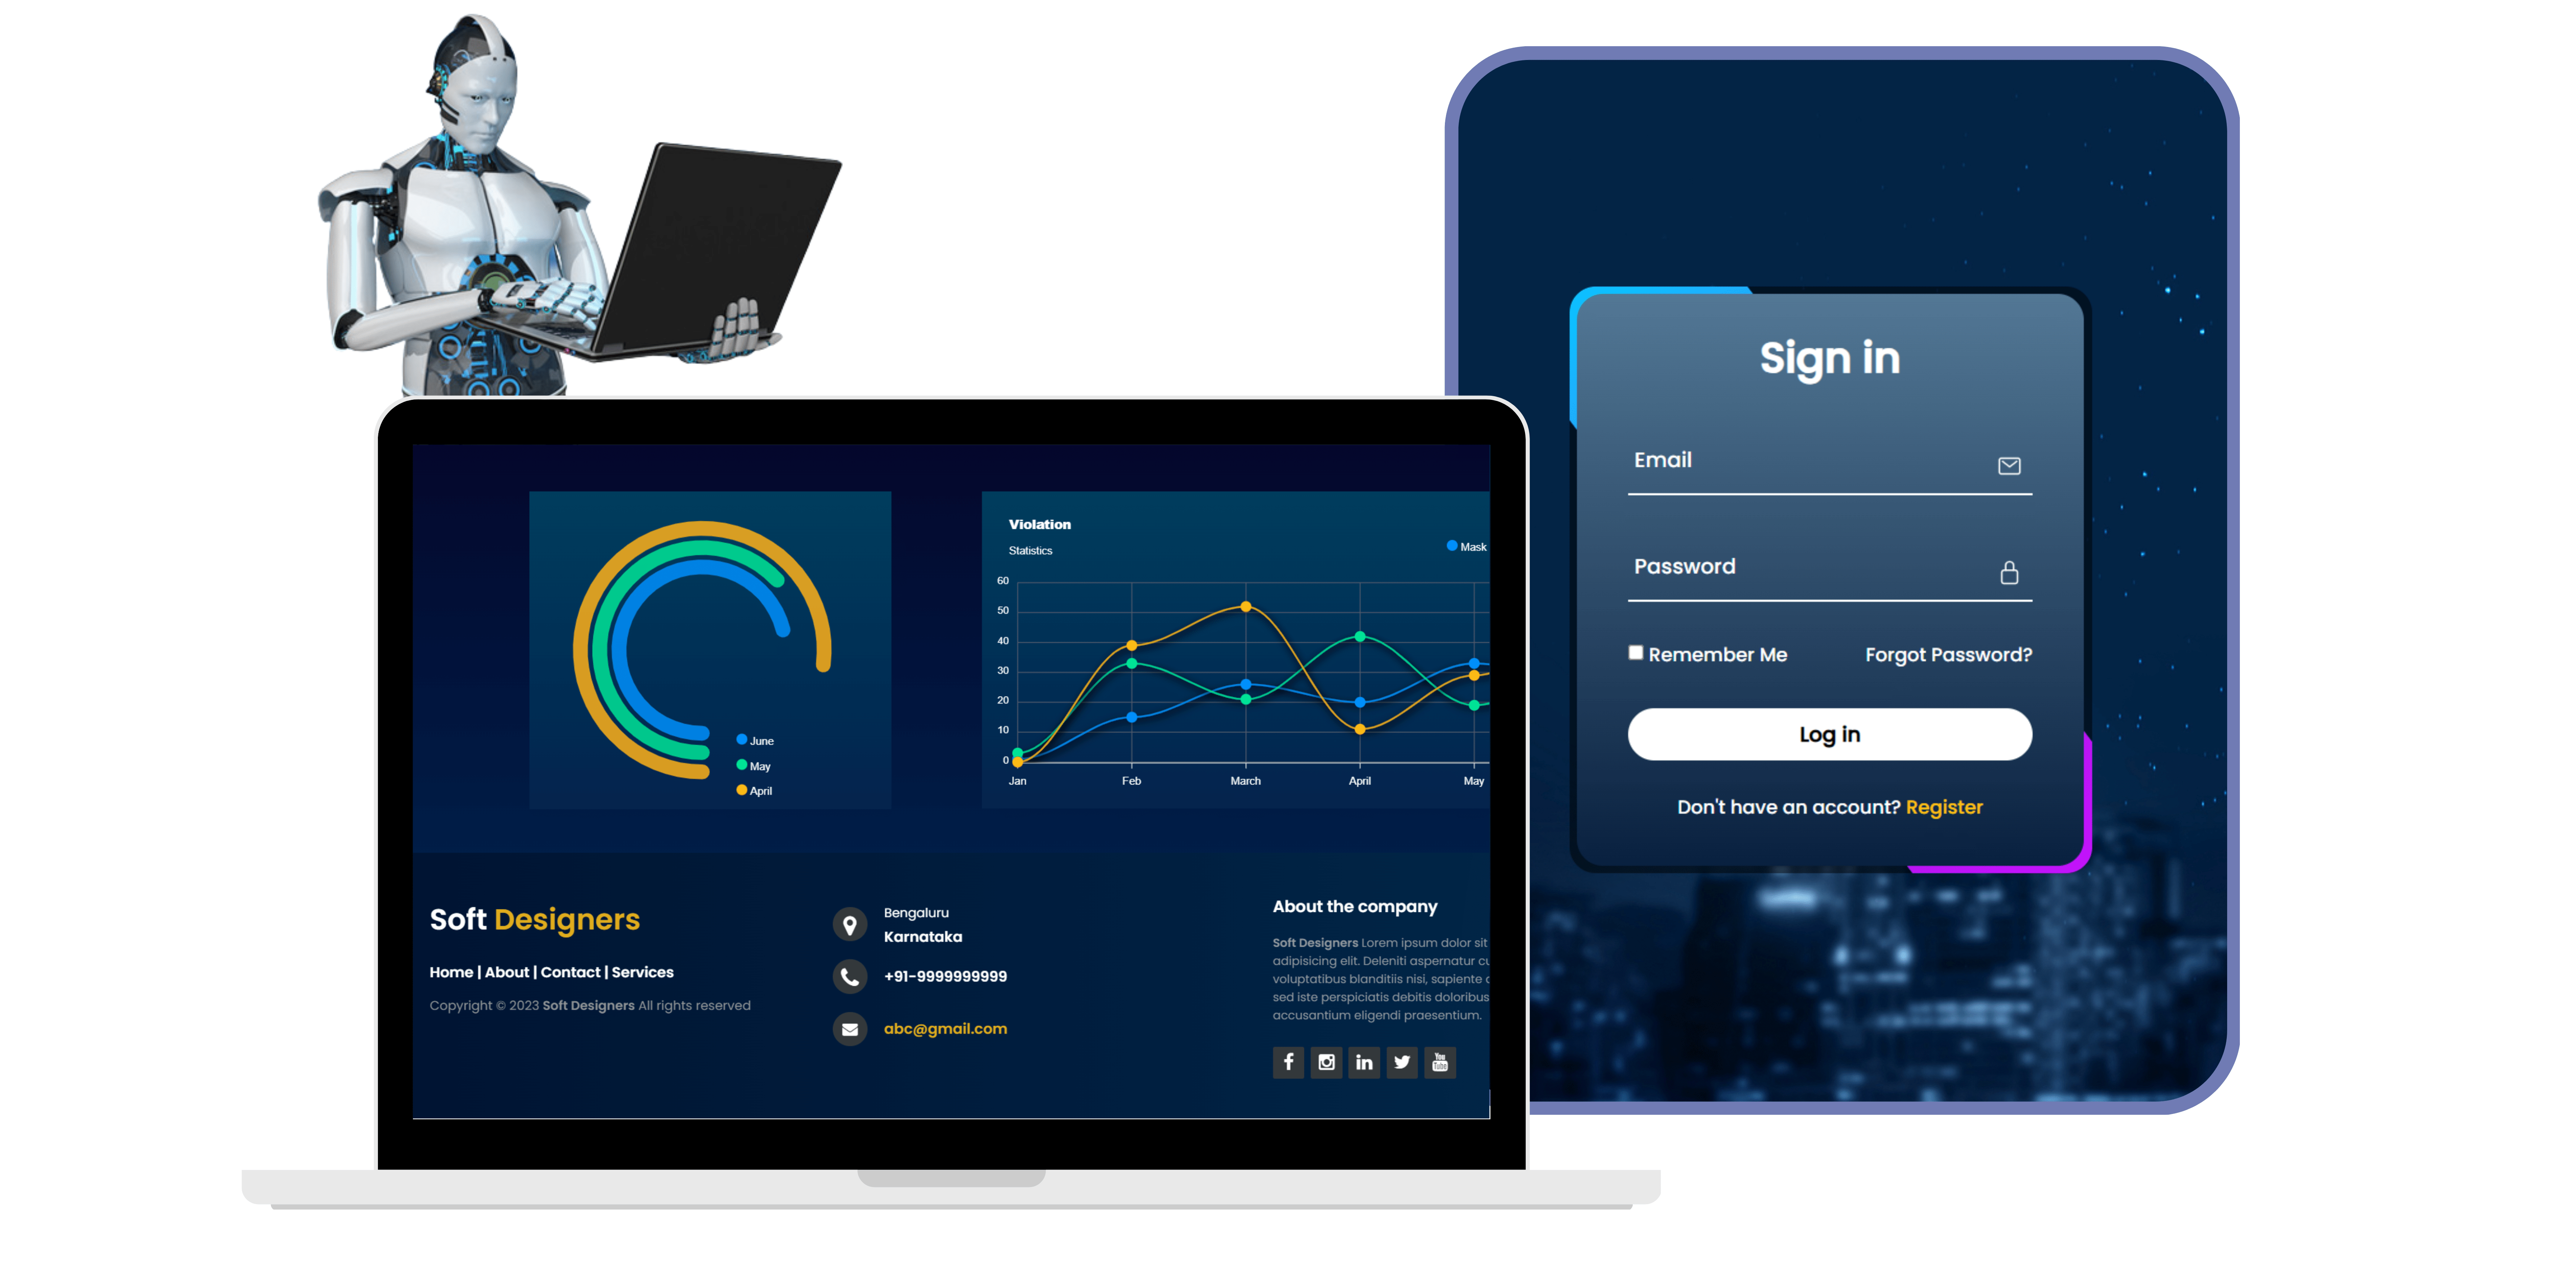 Sign in
Email
Password
Remember Me Forgot Password?
Log in
Don't have an account? Register
June
May
April
Violation
Statistics
Mask
60
50
40
30
20
10
0
Jan Feb March April May
Soft Designers
Home | About | Contact | Services
Copyright © 2023 Soft Designers All rights reserved
Bengaluru
Karnataka
+91-9999999999
abc@gmail.com
About the company
Soft Designers Lorem ipsum dolor sit
adipisicing elit. Deleniti aspernatur
voluptatibus blanditiis nisi, sapiente
sed iste perspiciatis debitis doloribus
accusantium eligendi praesentium.
f
in
You
Tube